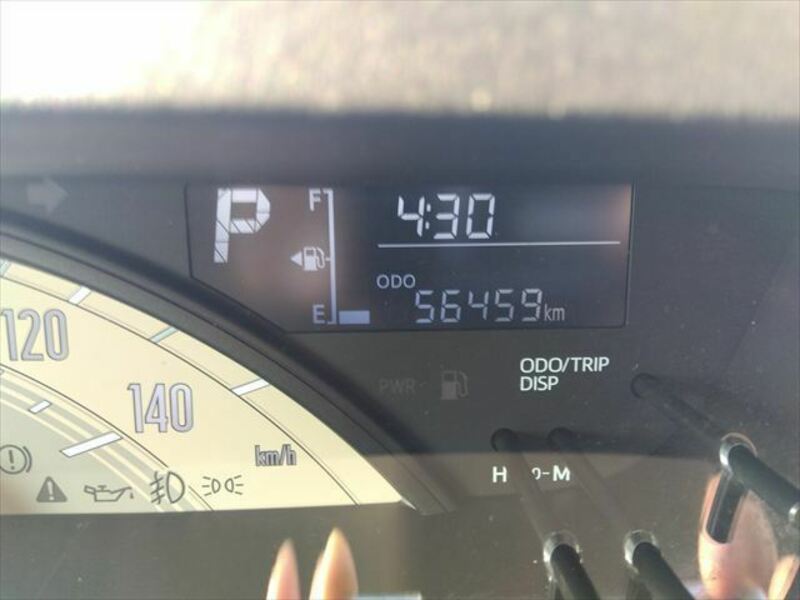 P
F
4:30
ODO
E
56459km
120
140
km/h
PWR
ODO/TRIP
DISP
H
-M